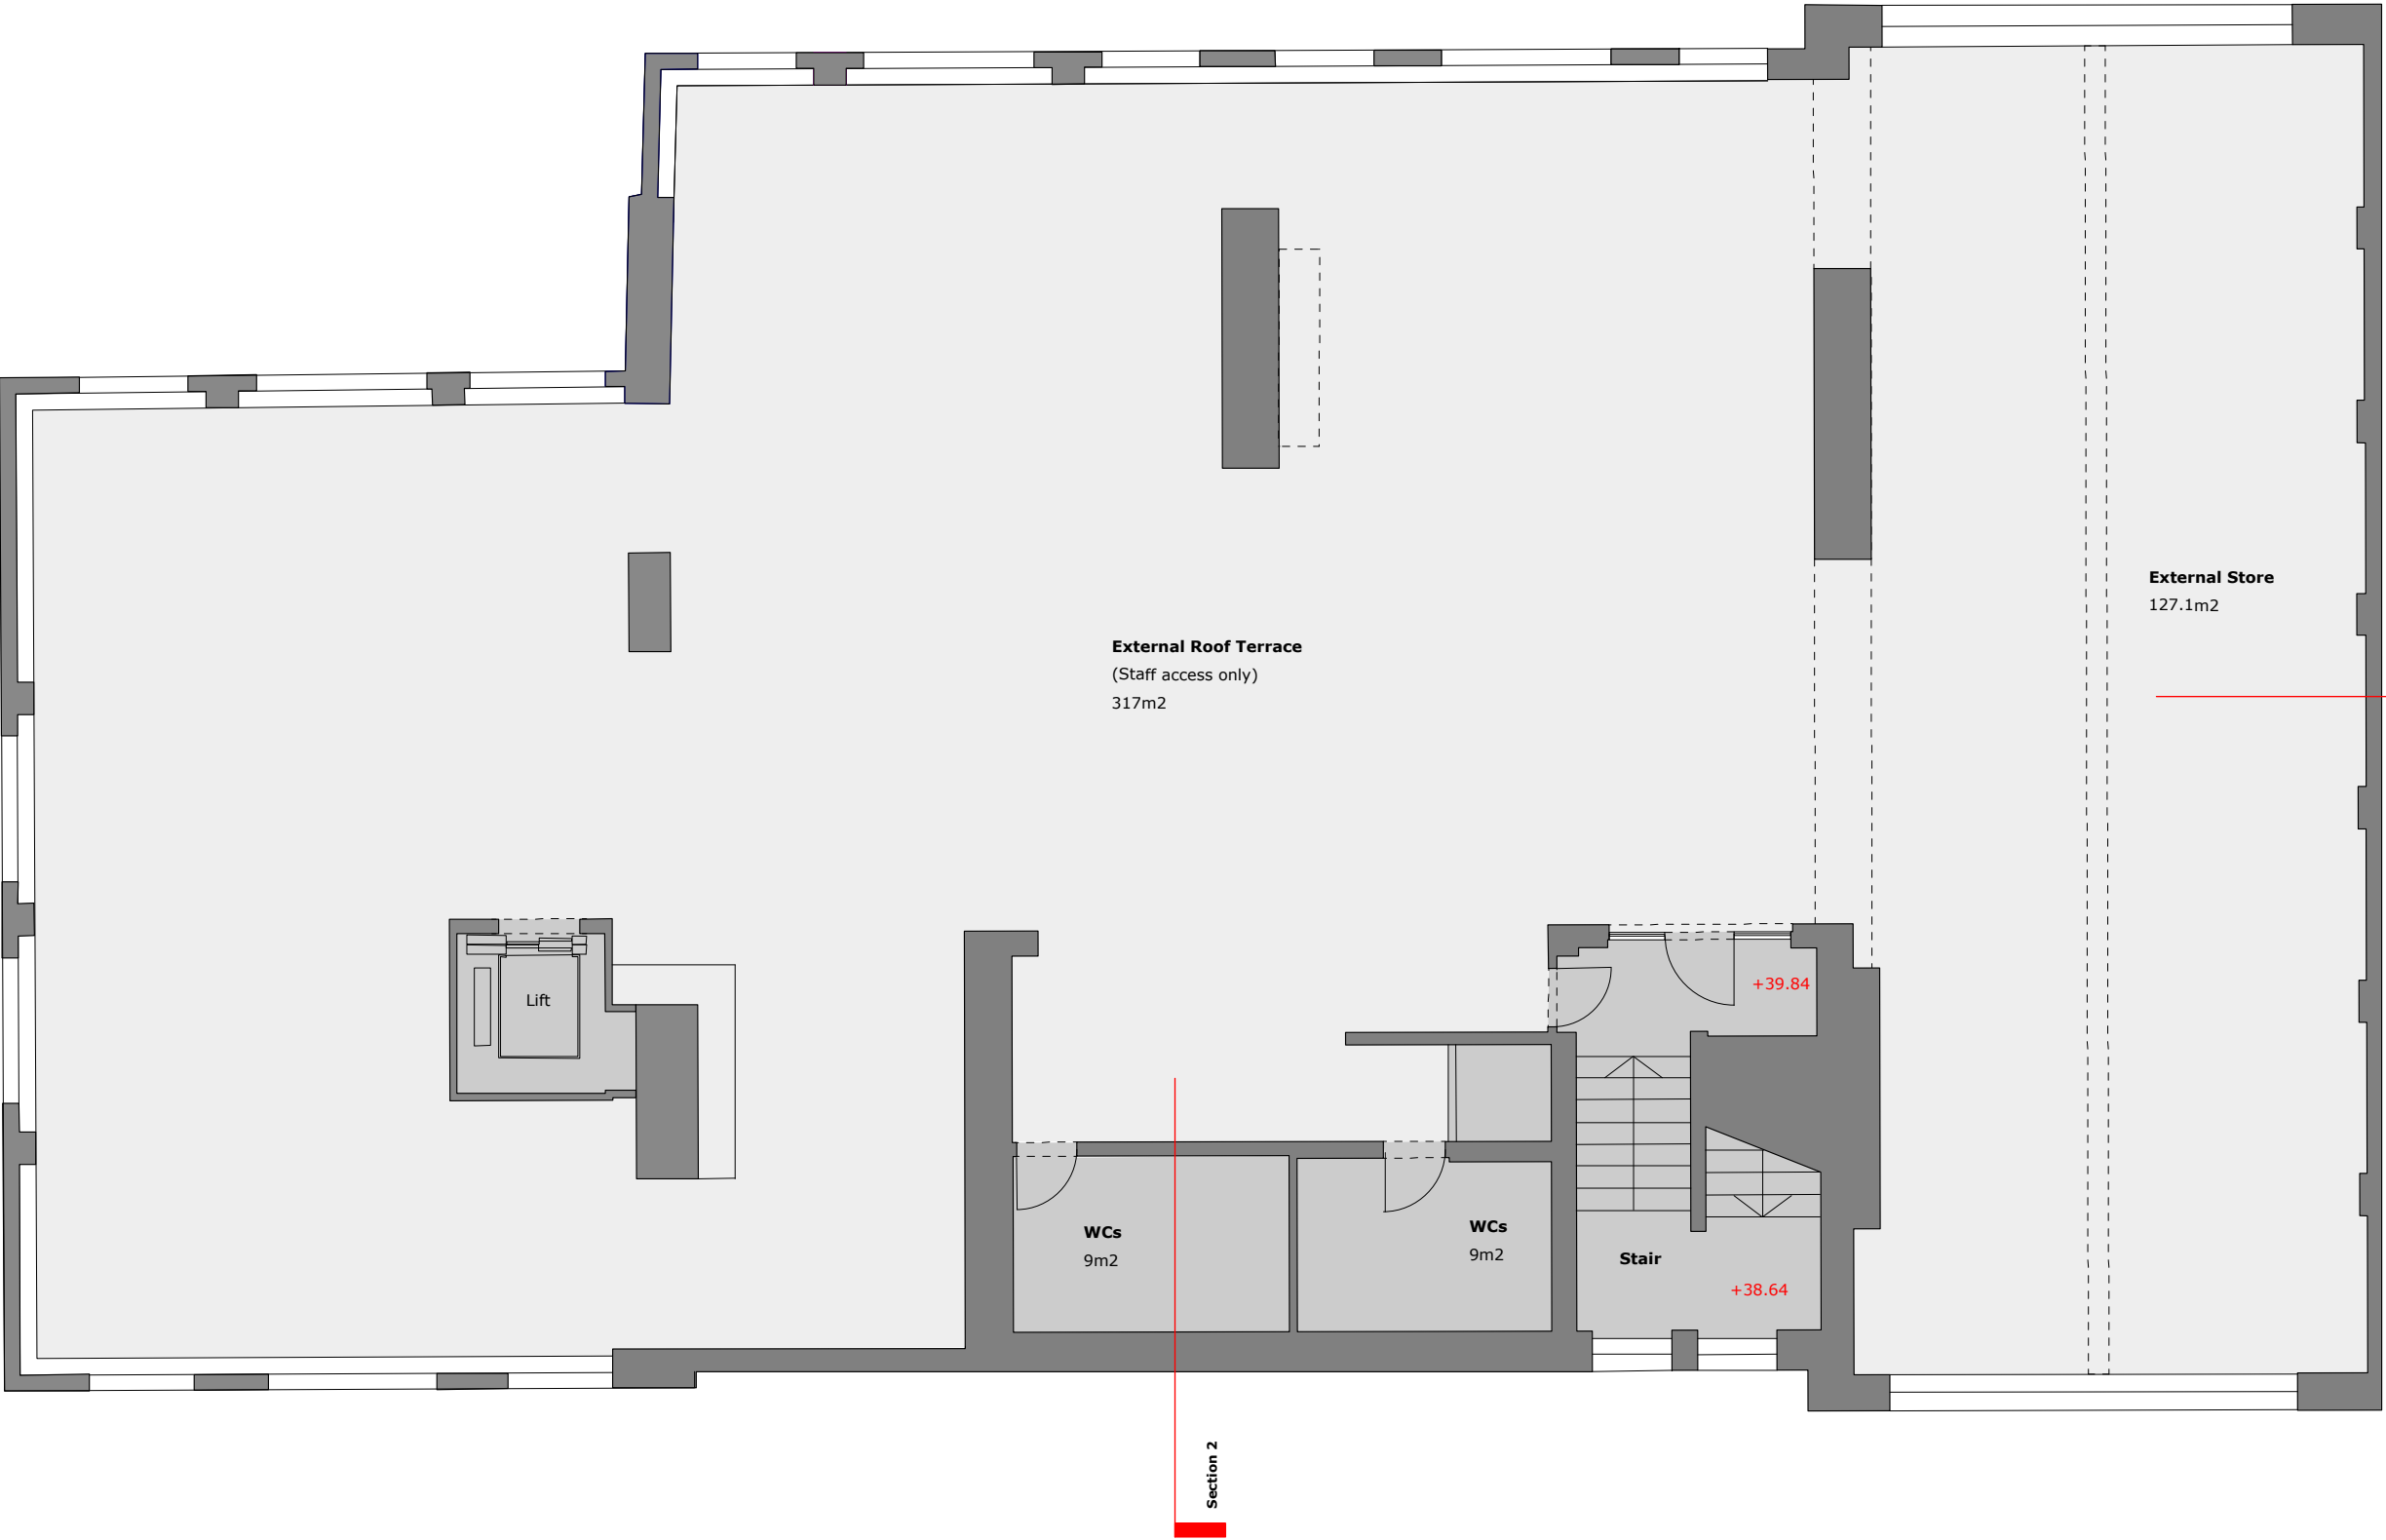 External Store
127.1m2
External Roof Terrace
(Staff access only)
317m2
+39.84
Lift
WCs
9m2
WCs
9m2
Stair
+38.64
Section 2